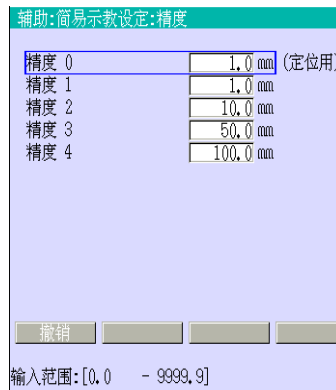 辅助:简易示教设定:精度
精度 0 1.0 mm (定位用)
精度 1 1.0 mm
精度 2 10.0 mm
精度 3 50.0 mm
精度 4 100.0 mm
撤销
输入范围:[0.0 - 9999.9]